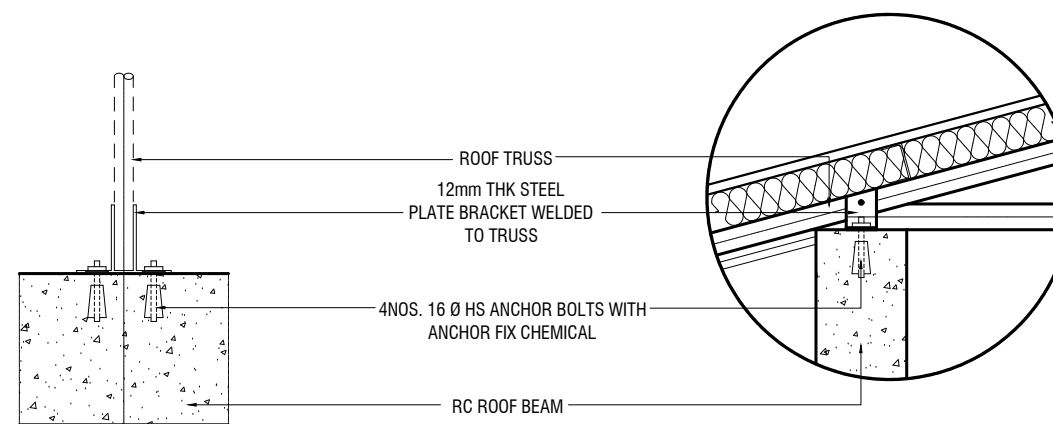 ROOF TRUSS
12mm THK STEEL
PLATE BRACKET WELDED
TO TRUSS
4NOS. 16 Ø HS ANCHOR BOLTS WITH
ANCHOR FIX CHEMICAL
RC ROOF BEAM